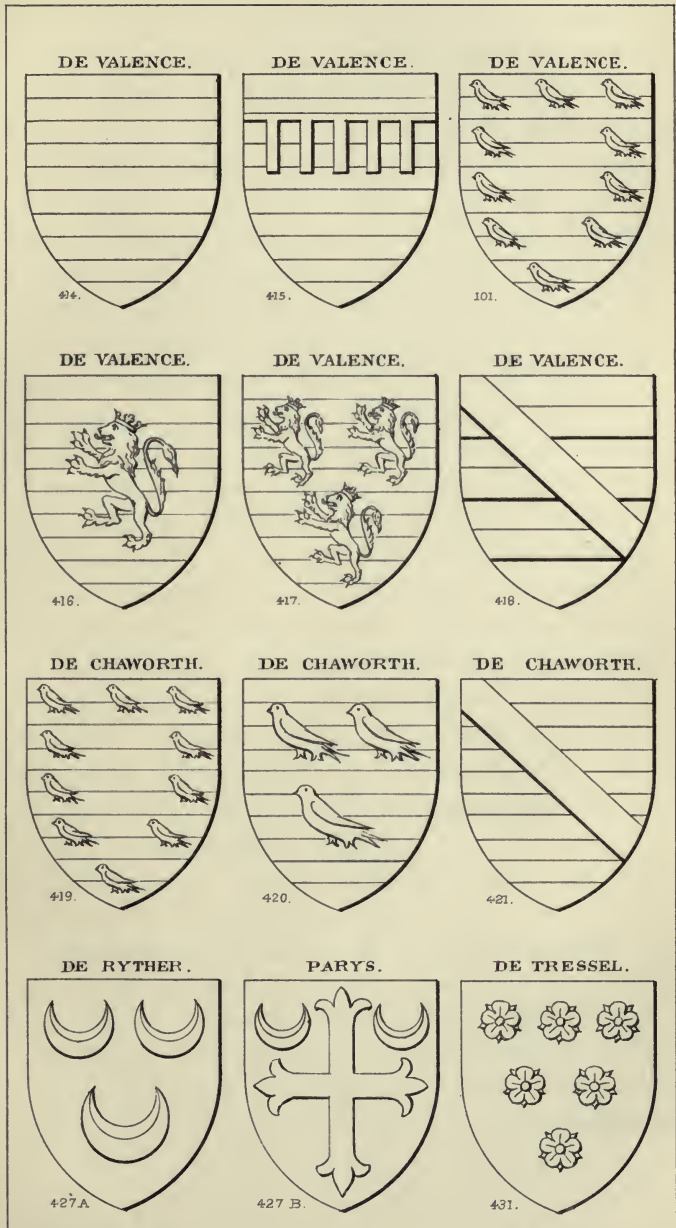 DE VALENCE. DE VALENCE. DE VALENCE.
414. 415. 101.
DE VALENCE. DE VALENCE. DE VALENCE.
416. 417. 418.
DE CHAWORTH. DE CHAWORTH. DE CHAWORTH.
419. 420. 421.
DE RYTHER. PARYS. DE TRESSEL.
427.A 427 B. 431.